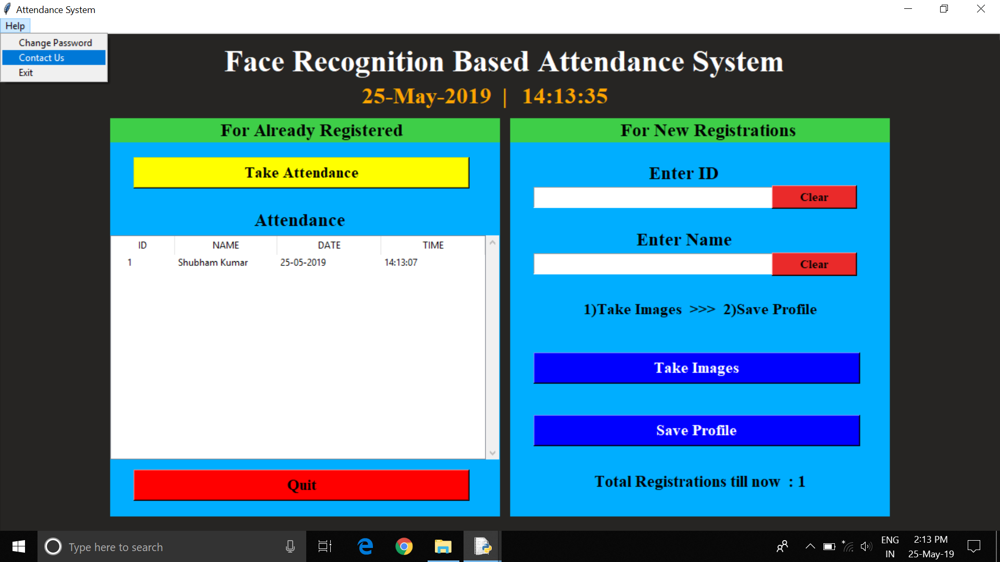 Attendance System
Help
Change Password
Contact Us
Exit
Face Recognition Based Attendance System
25-May-2019 | 14:13:35
For Already Registered
Take Attendance
Attendance
ID NAME DATE TIME
1 Shubham Kumar 25-05-2019 14:13:07
Quit
For New Registrations
Enter ID
Clear
Enter Name
Clear
1)Take Images >>> 2)Save Profile
Take Images
Save Profile
Total Registrations till now : 1
Type here to search
ENG
IN
2:13 PM
25-May-19